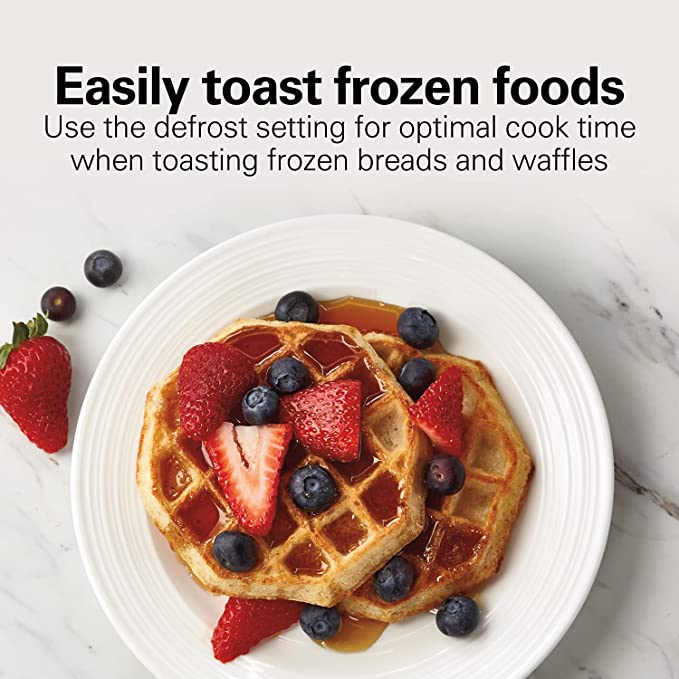 Easily toast frozen foods
Use the defrost setting for optimal cook time
when toasting frozen breads and waffles